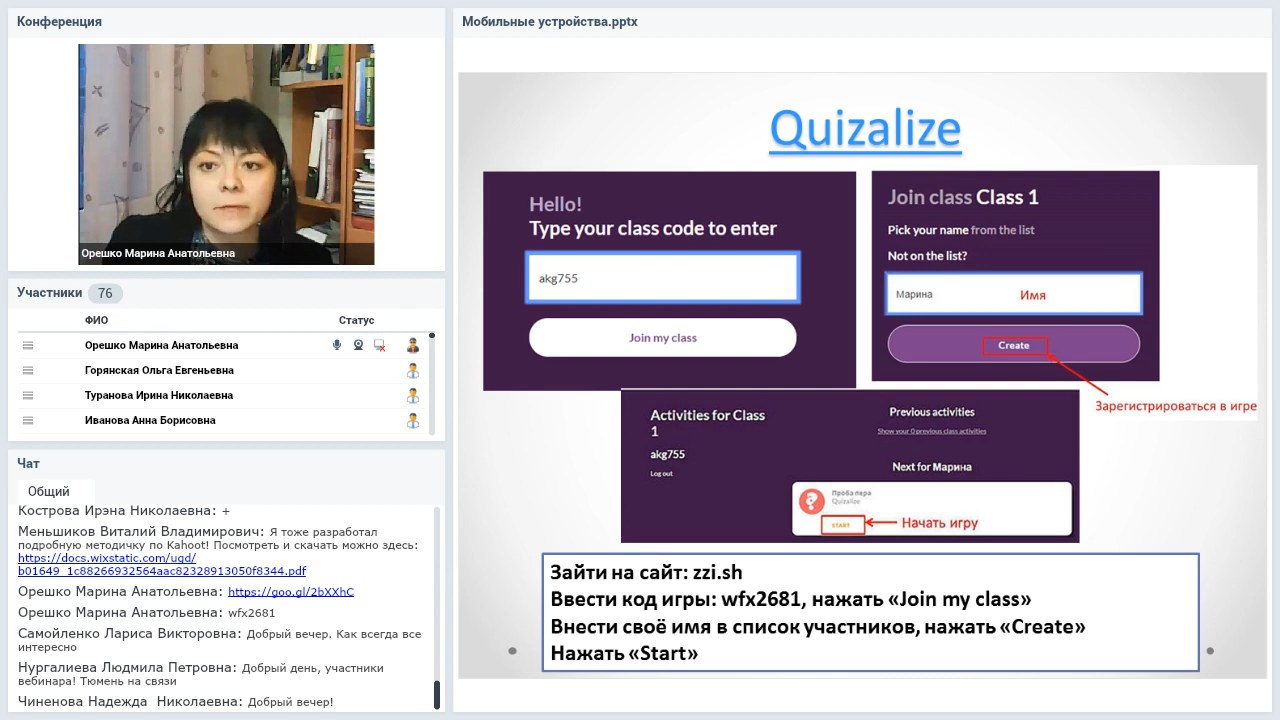 Конференция
Орешко Марина Анатольевна
Участники 76
ФИО Статус
Орешко Марина Анатольевна
Горянская Ольга Евгеньевна
Туранова Ирина Николаевна
Иванова Анна Борисовна
Чат
Общий
Кострова Ирэна Николаевна: +
Меньшиков Виталий Владимирович: Я тоже разработал
подробную методичку по Kahoot! Посмотреть и скачать можно здесь:
https://docs.wixstatic.com/ugd/
b01649_1c88266932564aac82328913050f8344.pdf
Орешко Марина Анатольевна: https://goo.gl/2bXXhC
Орешко Марина Анатольевна: wfx2681
Самойленко Лариса Викторовна: Добрый вечер. Как всегда все
интересно
Нургалиева Людмила Петровна: Добрый день, участники
вебинара! Тюмень на связи
Чиненова Надежда  Николаевна: Добрый вечер!
Мобильные устройства.pptx
Quizalize
Hello!
Type your class code to enter
akg755
Join my class
Join class Class 1
Pick your name from the list
Not on the list?
Марина Имя
Create
Зарегистрироваться в игре
Activities for Class
1
akg755
Log out
Previous activities
Show your 0 previous class activities
Next for Марина
Проба пера
Quizalize
START
Начать игру
Зайти на сайт: zzi.sh
Ввести код игры: wfx2681, нажать «Join my class»
Внести своё имя в список участников, нажать «Create»
Нажать «Start»